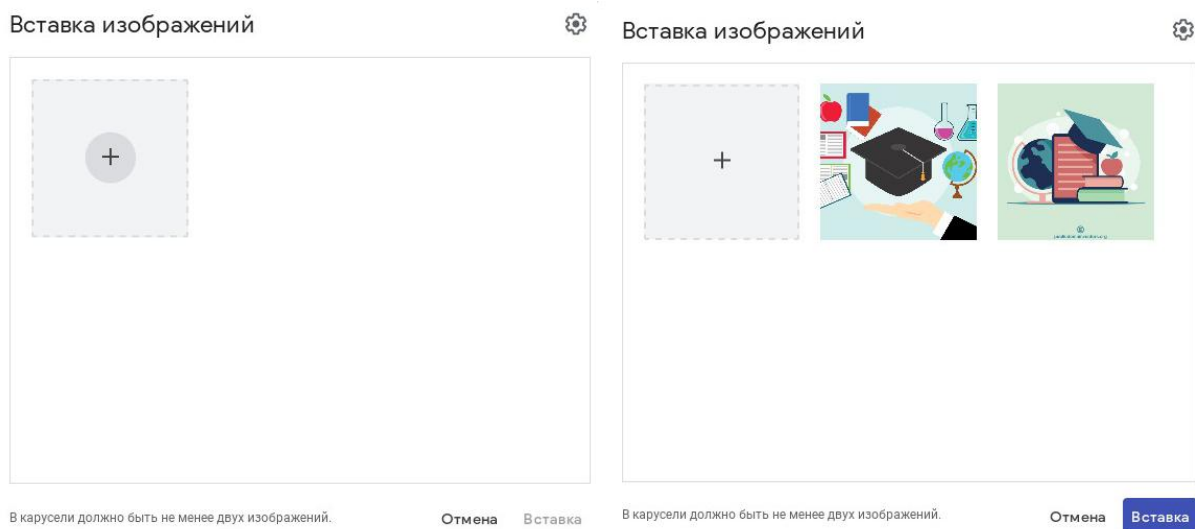 Вставка изображений
В карусели должно быть не менее двух изображений.
Отмена Вставка
Вставка изображений
В карусели должно быть не менее двух изображений.
Отмена Вставка